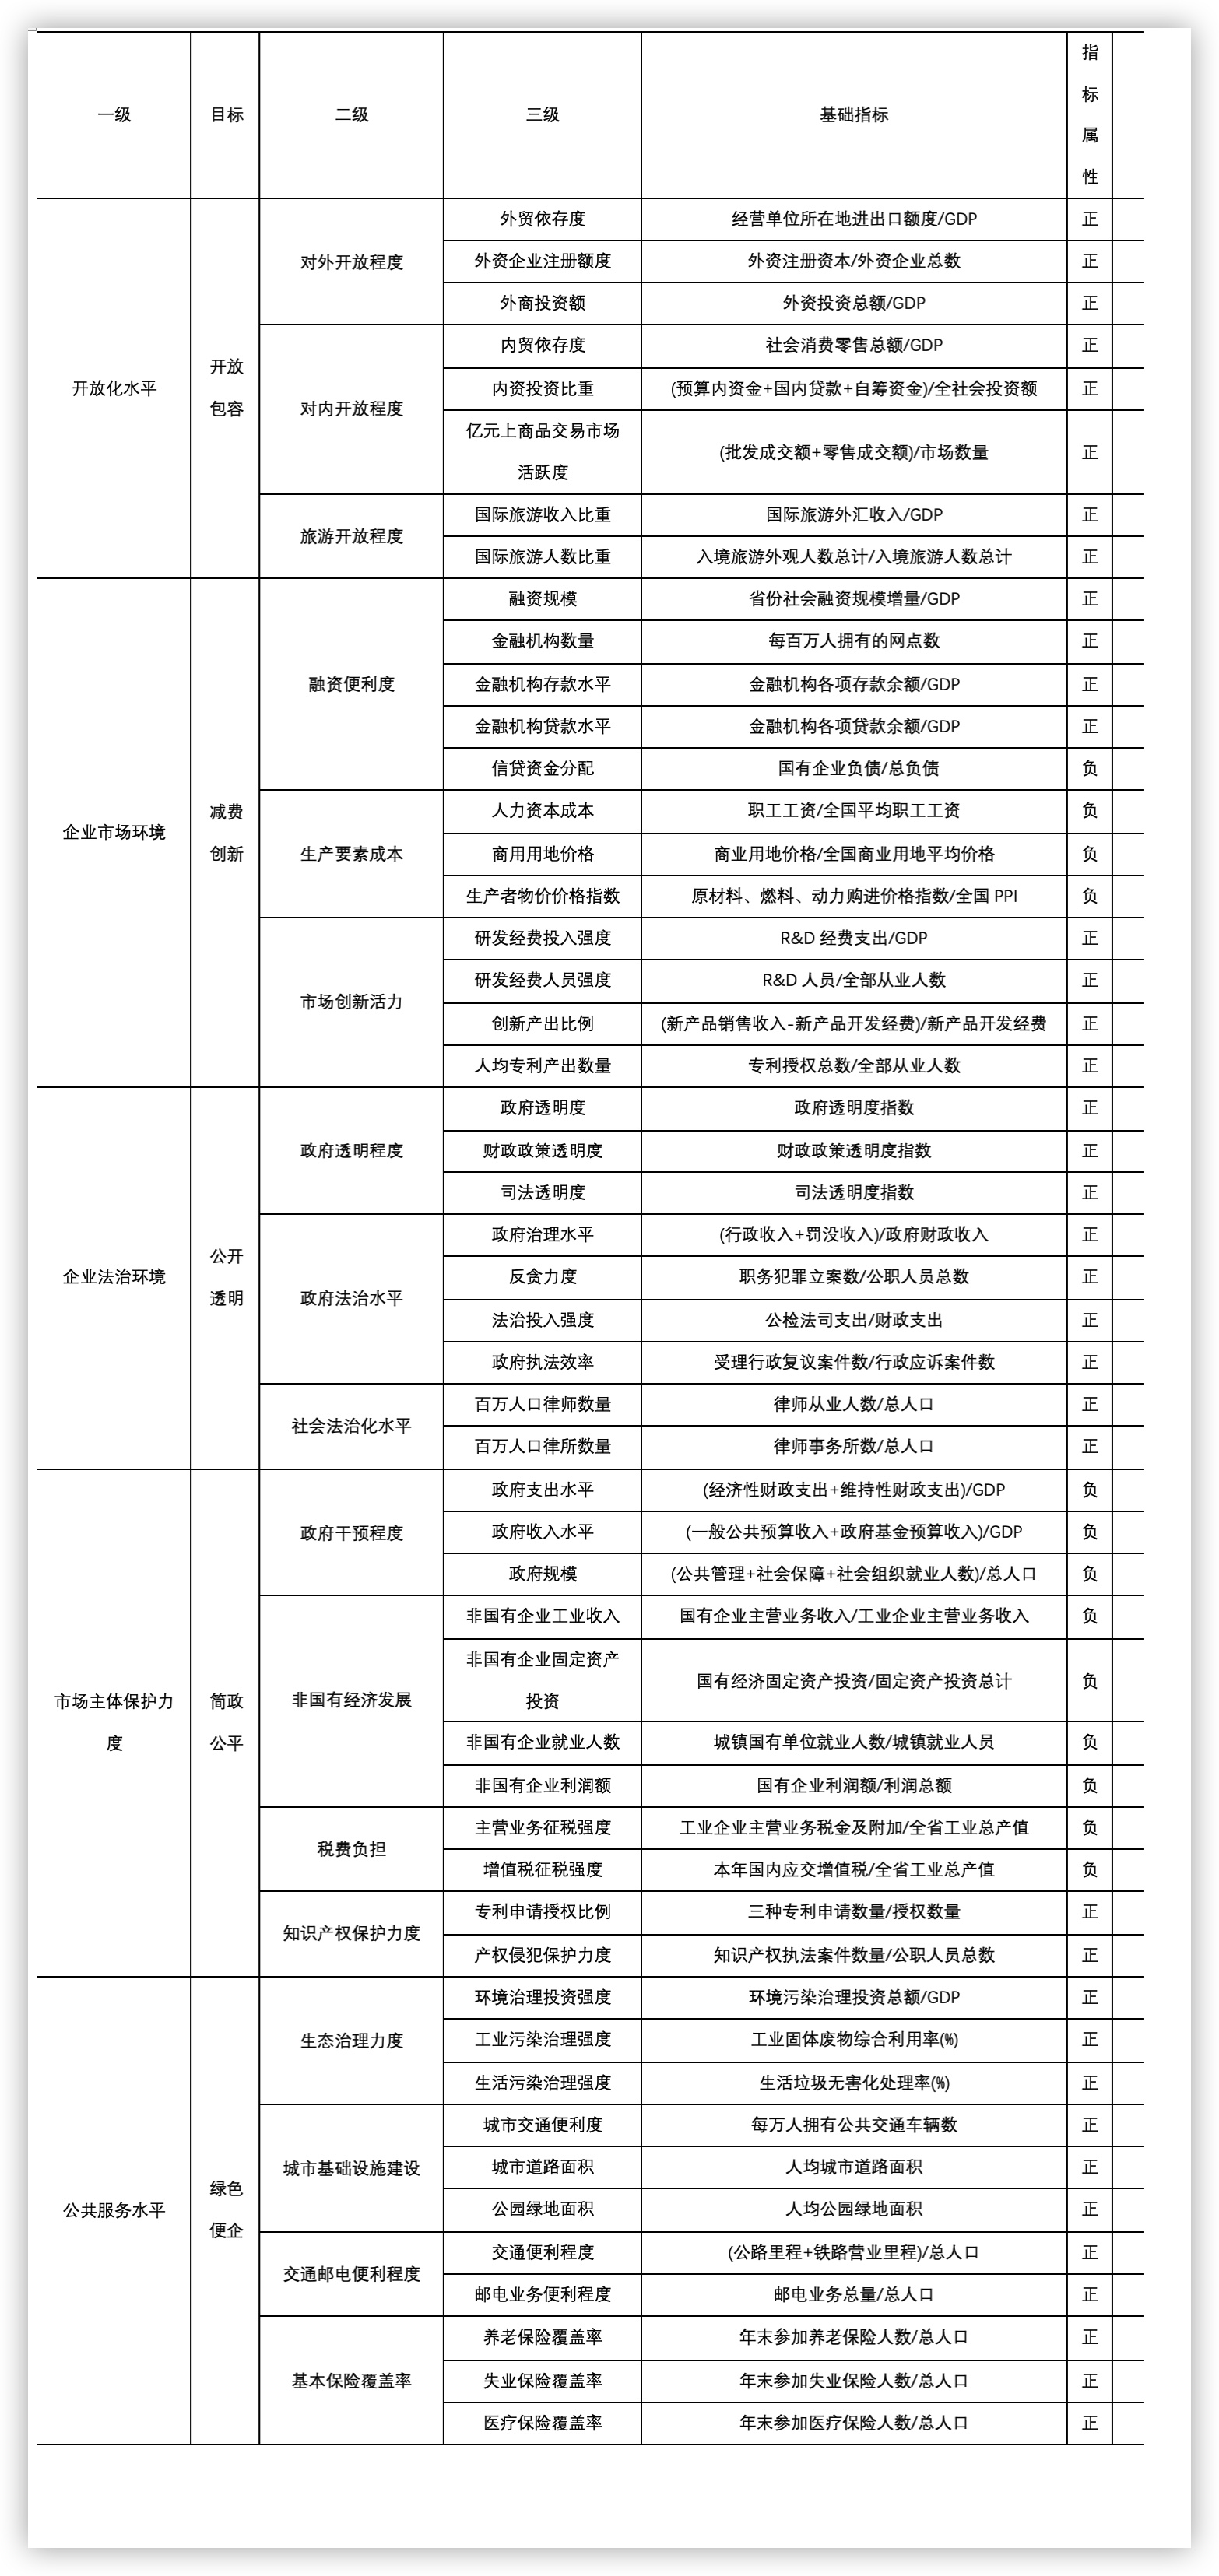 一级 目标 二级 三级 基础指标 指
标
属
性
开放化水平 开放
包容 对外开放程度 外贸依存度 经营单位所在地进出口额度/GDP 正
外资企业注册额度 外资注册资本/外资企业总数 正
外商投资额 外资投资总额/GDP 正
对内开放程度 内贸依存度 社会消费零售总额/GDP 正
内资投资比重 (预算内资金+国内贷款+自筹资金)/全社会投资额 正
亿元上商品交易市场
活跃度 (批发成交额+零售成交额)/市场数量 正
旅游开放程度 国际旅游收入比重 国际旅游外汇收入/GDP 正
国际旅游人数比重 入境旅游外观人数总计/入境旅游人数总计 正
企业市场环境 减费
创新 融资便利度 融资规模 省份社会融资规模增量/GDP 正
金融机构数量 每百万人拥有的网点数 正
金融机构存款水平 金融机构各项存款余额/GDP 正
金融机构贷款水平 金融机构各项贷款余额/GDP 正
信贷资金分配 国有企业负债/总负债 负
生产要素成本 人力资本成本 职工工资/全国平均职工工资 负
商用用地价格 商业用地价格/全国商业用地平均价格 负
生产者物价价格指数 原材料、燃料、动力购进价格指数/全国 PPI 负
市场创新活力 研发经费投入强度 R&D 经费支出/GDP 正
研发经费人员强度 R&D 人员/全部从业人数 正
创新产出比例 (新产品销售收入-新产品开发经费)/新产品开发经费 正
人均专利产出数量 专利授权总数/全部从业人数 正
企业法治环境 公开
透明 政府透明程度 政府透明度 政府透明度指数 正
财政政策透明度 财政政策透明度指数 正
司法透明度 司法透明度指数 正
政府法治水平 政府治理水平 (行政收入+罚没收入)/政府财政收入 正
反贪力度 职务犯罪立案数/公职人员总数 正
法治投入强度 公检法司支出/财政支出 正
政府执法效率 受理行政复议案件数/行政应诉案件数 正
社会法治化水平 百万人口律师数量 律师从业人数/总人口 正
百万人口律所数量 律师事务所数/总人口 正
市场主体保护力
度 简政
公平 政府干预程度 政府支出水平 (经济性财政支出+维持性财政支出)/GDP 负
政府收入水平 (一般公共预算收入+政府基金预算收入)/GDP 负
政府规模 (公共管理+社会保障+社会组织就业人数)/总人口 负
非国有经济发展 非国有企业工业收入 国有企业主营业务收入/工业企业主营业务收入 负
非国有企业固定资产
投资 国有经济固定资产投资/固定资产投资总计 负
非国有企业就业人数 城镇国有单位就业人数/城镇就业人员 负
非国有企业利润额 国有企业利润额/利润总额 负
税费负担 主营业务征税强度 工业企业主营业务税金及附加/全省工业总产值 负
增值税征税强度 本年国内应交增值税/全省工业总产值 负
知识产权保护力度 专利申请授权比例 三种专利申请数量/授权数量 正
产权侵犯保护力度 知识产权执法案件数量/公职人员总数 正
公共服务水平 绿色
便企 生态治理力度 环境治理投资强度 环境污染治理投资总额/GDP 正
工业污染治理强度 工业固体废物综合利用率(%) 正
生活污染治理强度 生活垃圾无害化处理率(%) 正
城市基础设施建设 城市交通便利度 每万人拥有公共交通车辆数 正
城市道路面积 人均城市道路面积 正
公园绿地面积 人均公园绿地面积 正
交通邮电便利程度 交通便利程度 (公路里程+铁路营业里程)/总人口 正
邮电业务便利程度 邮电业务总量/总人口 正
基本保险覆盖率 养老保险覆盖率 年末参加养老保险人数/总人口 正
失业保险覆盖率 年末参加失业保险人数/总人口 正
医疗保险覆盖率 年末参加医疗保险人数/总人口 正